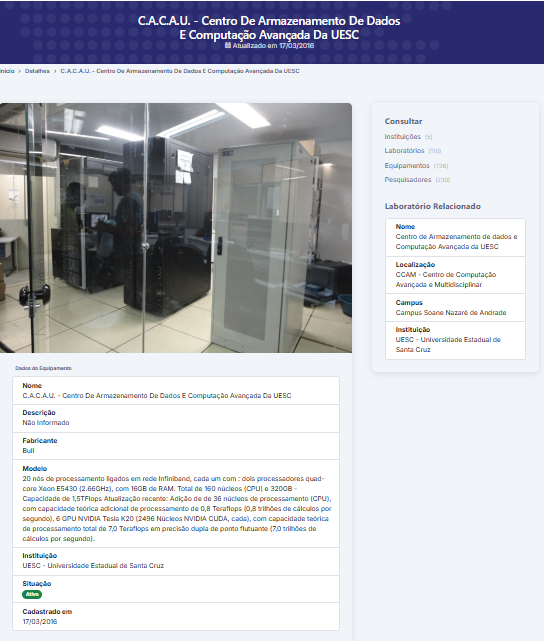 C.A.C.A.U. - Centro De Armazenamento De Dados
E Computação Avançada Da UESC
Atualizado em 17/03/2016
Início > Detalhes > C.A.C.A.U. - Centro De Armazenamento De Dados E Computação Avançada Da UESC
Consultar
Instituições (5)
Laboratórios (110)
Equipamentos (726)
Pesquisadores (230)
Laboratório Relacionado
Nome
Centro de Armazenamento de dados e
Computação Avançada da UESC
Localização
CCAM - Centro de Computação
Avançada e Multidisciplinar
Campus
Campus Soane Nazaré de Andrade
Instituição
UESC - Universidade Estadual de
Santa Cruz
Dados do Equipamento
Nome
C.A.C.A.U. - Centro De Armazenamento De Dados E Computação Avançada Da UESC
Descrição
Não Informado
Fabricante
Bull
Modelo
20 nós de processamento ligados em rede Infiniband, cada um com : dois processadores quad-
core Xeon E5430 (2.66GHz), com 16GB de RAM. Total de 160 núcleos (CPU) e 320GB -
Capacidade de 1,5TFlops Atualização recente: Adição de de 36 núcleos de processamento (CPU),
com capacidade teórica adicional de processamento de 0,8 Teraflops (0,8 trilhões de cálculos por
segundo), 6 GPU NVIDIA Tesla K20 (2496 Núcleos NVIDIA CUDA, cada), com capacidade teórica
de processamento total de 7,0 Teraflops em precisão dupla de ponto flutuante (7,0 trilhões de
cálculos por segundo).
Instituição
UESC - Universidade Estadual de Santa Cruz
Situação
Ativo
Cadastrado em
17/03/2016